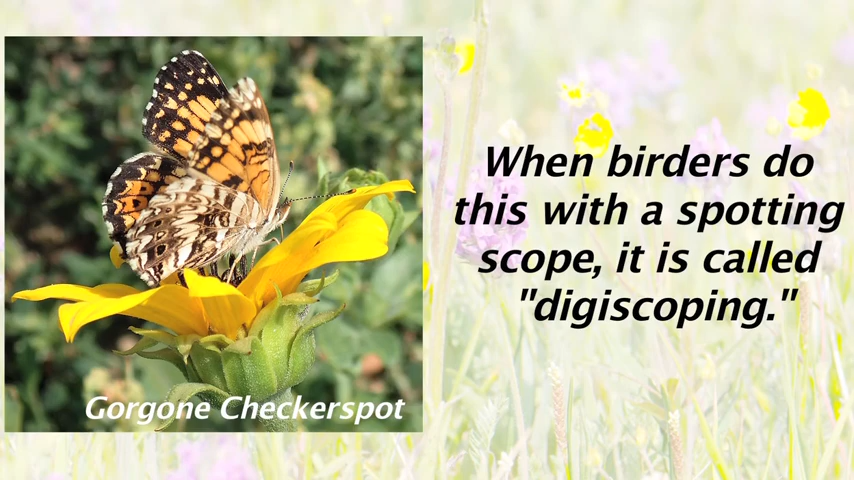 When birders do
this with a spotting
scope, it is called
"digiscoping."
Gorgone Checkerspot